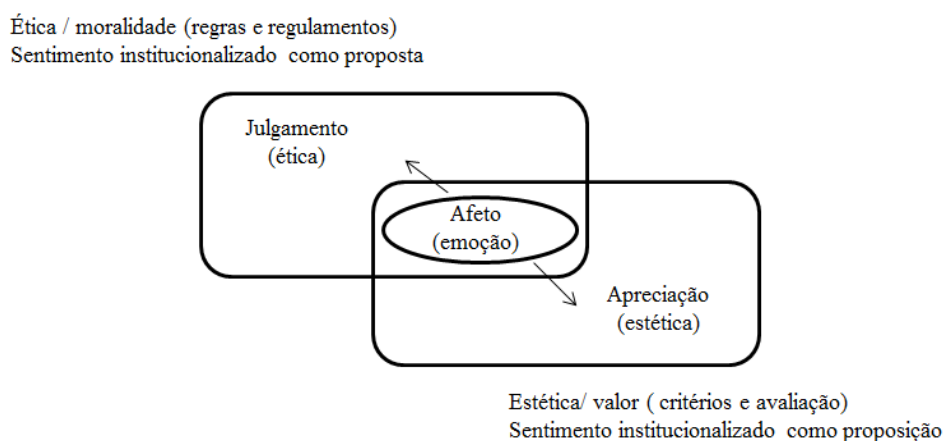 Ética / moralidade (regras e regulamentos)
Sentimento institucionalizado como proposta
Julgamento
(ética)
Afeto
(emoção)
Apreciação
(estética)
Estética/ valor ( critérios e avaliação)
Sentimento institucionalizado como proposição